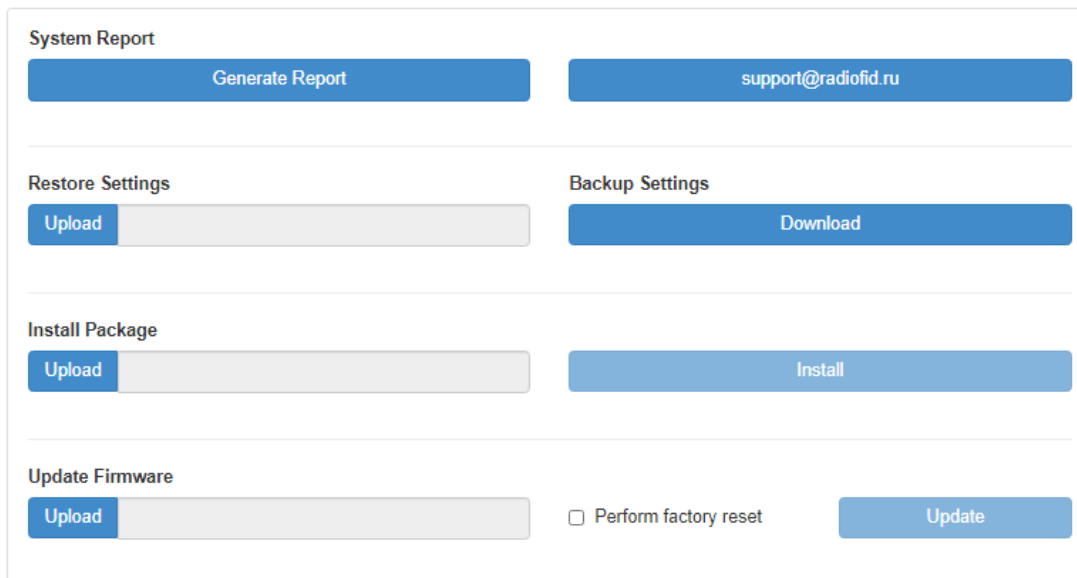 System Report
Generate Report
support@radiofid.ru
Restore Settings
Backup Settings
Upload
Download
Install Package
Upload
Install
Update Firmware
Upload
Perform factory reset
Update